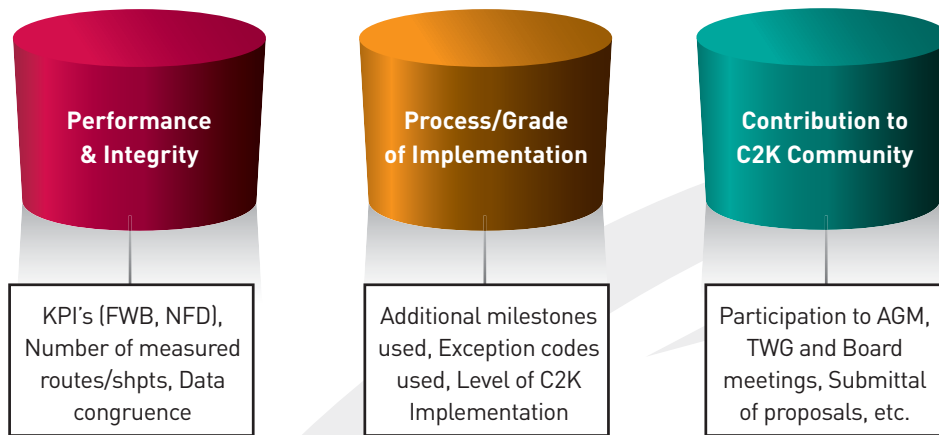 Performance
& Integrity
Process/Grade
of Implementation
Contribution to
C2K Community
KPI's (FWB, NFD),
Number of measured
routes/shpts, Data
congruence
Additional milestones
used, Exception codes
used, Level of C2K
Implementation
Participation to AGM,
TWG and Board
meetings, Submittal
of proposals, etc.